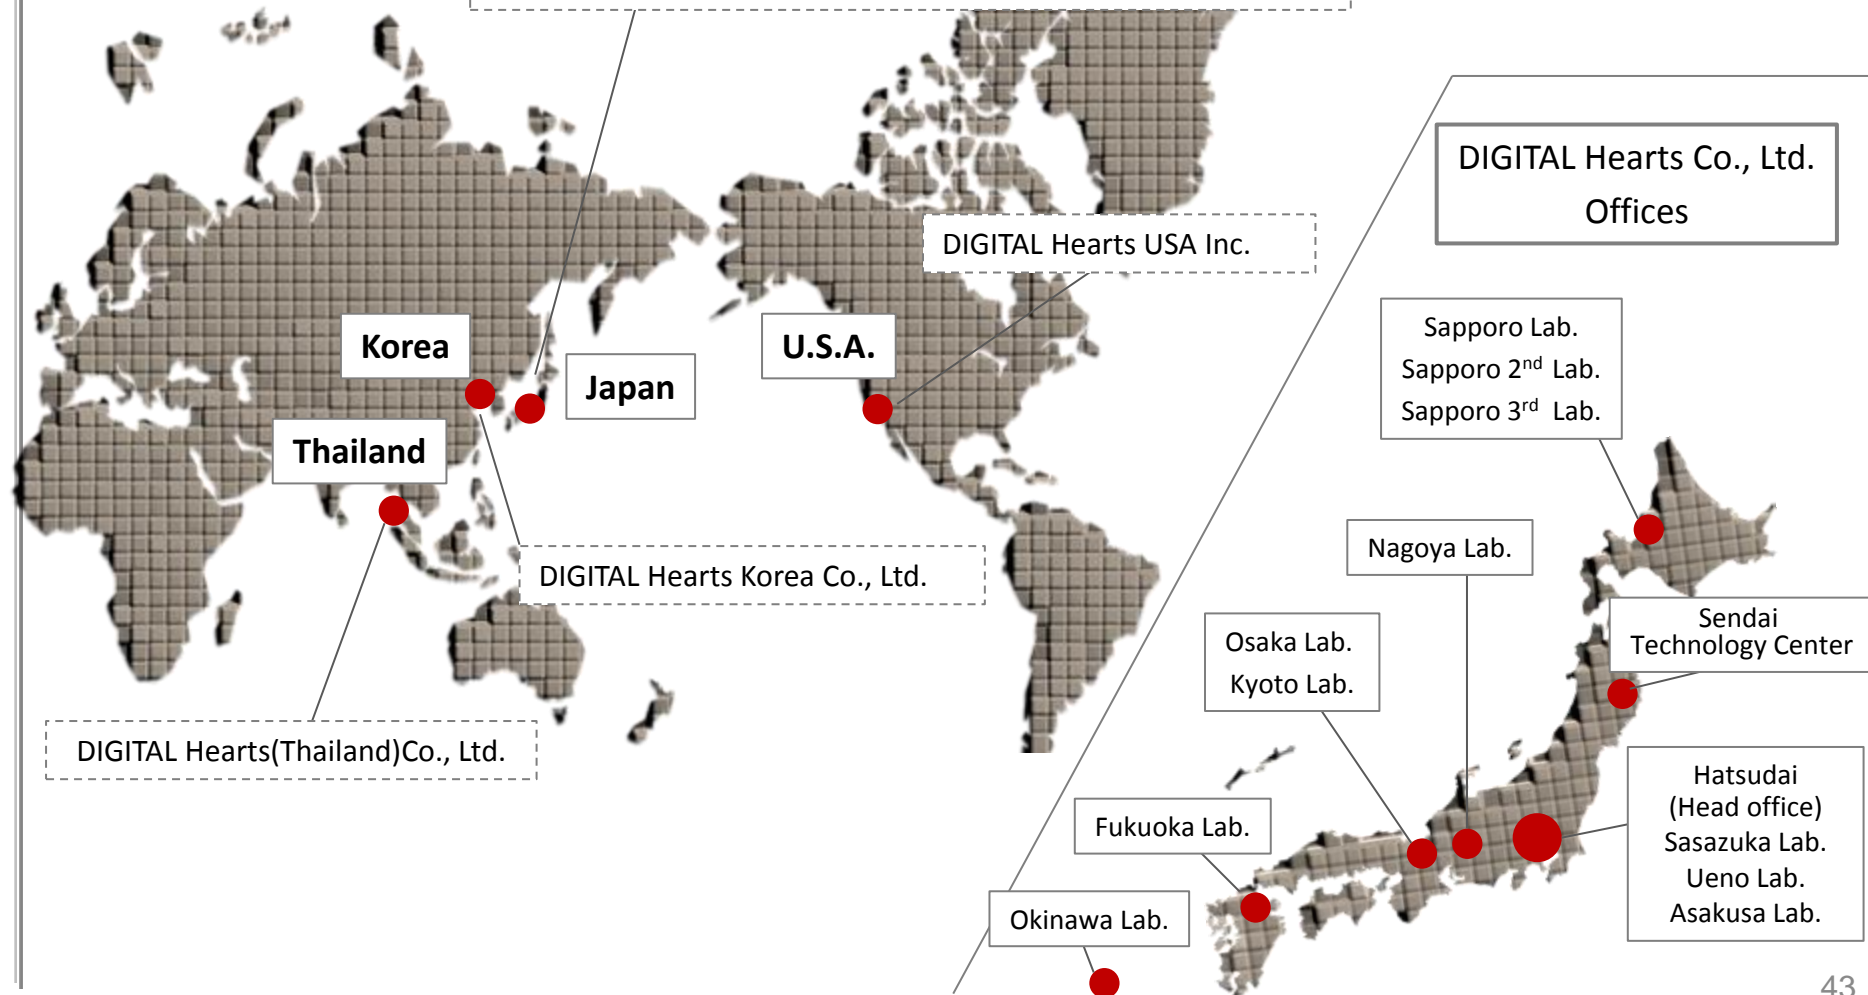 DIGITAL Hearts Co., Ltd.
Offices
DIGITAL Hearts USA Inc.
Korea
U.S.A.
Japan
Thailand
Sapporo Lab.
Sapporo 2nd Lab.
Sapporo 3rd Lab.
Nagoya Lab.
DIGITAL Hearts Korea Co., Ltd.
Sendai
Technology Center
Osaka Lab.
Kyoto Lab.
DIGITAL Hearts(Thailand)Co., Ltd.
Hatsudai
(Head office)
Sasazuka Lab.
Ueno Lab.
Asakusa Lab.
Fukuoka Lab.
Okinawa Lab.
43